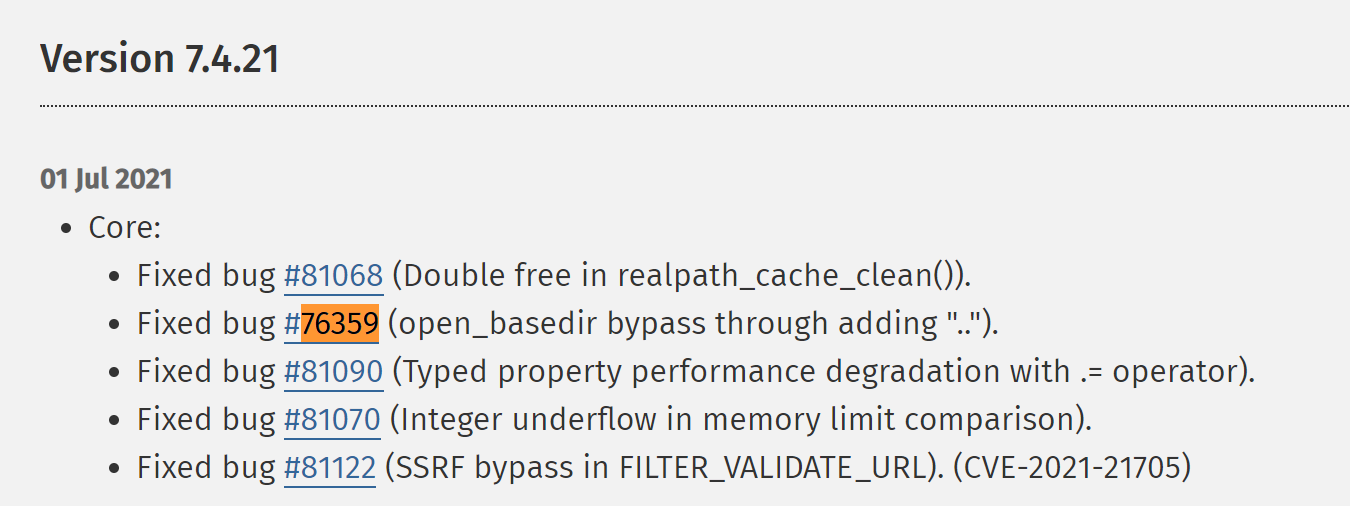 Version 7.4.21
01 Jul 2021
Core:
Fixed bug #81068 (Double free in realpath_cache_clean()).
Fixed bug #76359 (open_basedir bypass through adding "..").
Fixed bug #81090 (Typed property performance degradation with .= operator).
Fixed bug #81070 (Integer underflow in memory limit comparison).
Fixed bug #81122 (SSRF bypass in FILTER_VALIDATE_URL). (CVE-2021-21705)